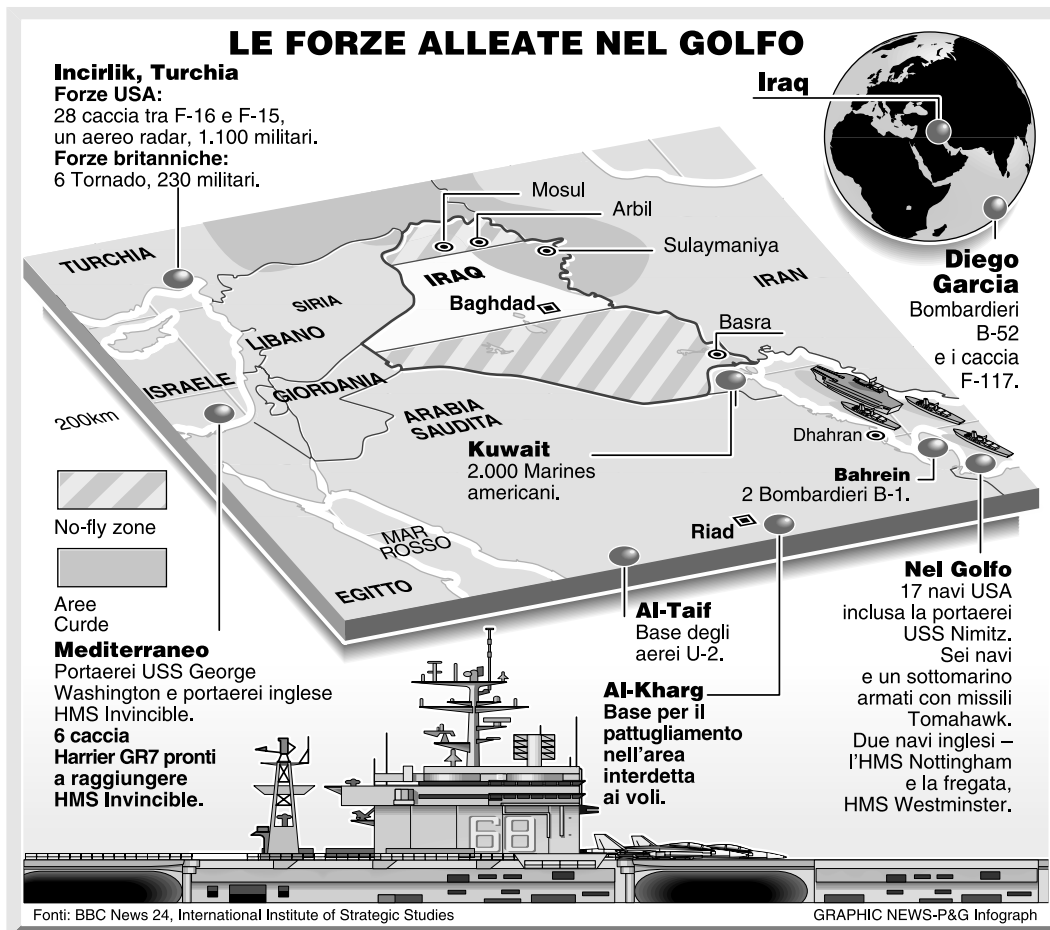 LE FORZE ALLEATE NEL GOLFO
Incirlik, Turchia
Forze USA:
28 caccia tra F-16 e F-15,
un aereo radar, 1.100 militari.
Forze britanniche:
6 Tornado, 230 militari.
Iraq
Mosul
Arbil
Sulaymaniya
TURCHIA
IRAQ
IRAN
Diego
Garcia
Bombardieri
B-52
e i caccia
F-117.
SIRIA
Baghdad
LIBANO
Basra
ISRAELE
GIORDANIA
200km
ARABIA
SAUDITA
Kuwait
2.000 Marines
americani.
Dhahran
Bahrein
2 Bombardieri B-1.
No-fly zone
MAR
ROSSO
Riad
EGITTO
Aree
Curde
Mediterraneo
Portaerei USS George
Washington e portaerei inglese
HMS Invincible.
6 caccia
Harrier GR7 pronti
a raggiungere
HMS Invincible.
Al-Taif
Base degli
aerei U-2.
Al-Kharg
Base per il
pattugliamento
nell'area
interdetta
ai voli.
Nel Golfo
17 navi USA
inclusa la portaerei
USS Nimitz.
Sei navi
e un sottomarino
armati con missili
Tomahawk.
Due navi inglesi –
l'HMS Nottingham
e la fregata,
HMS Westminster.
68
Fonti: BBC News 24, International Institute of Strategic Studies
GRAPHIC NEWS-P&G Infograph